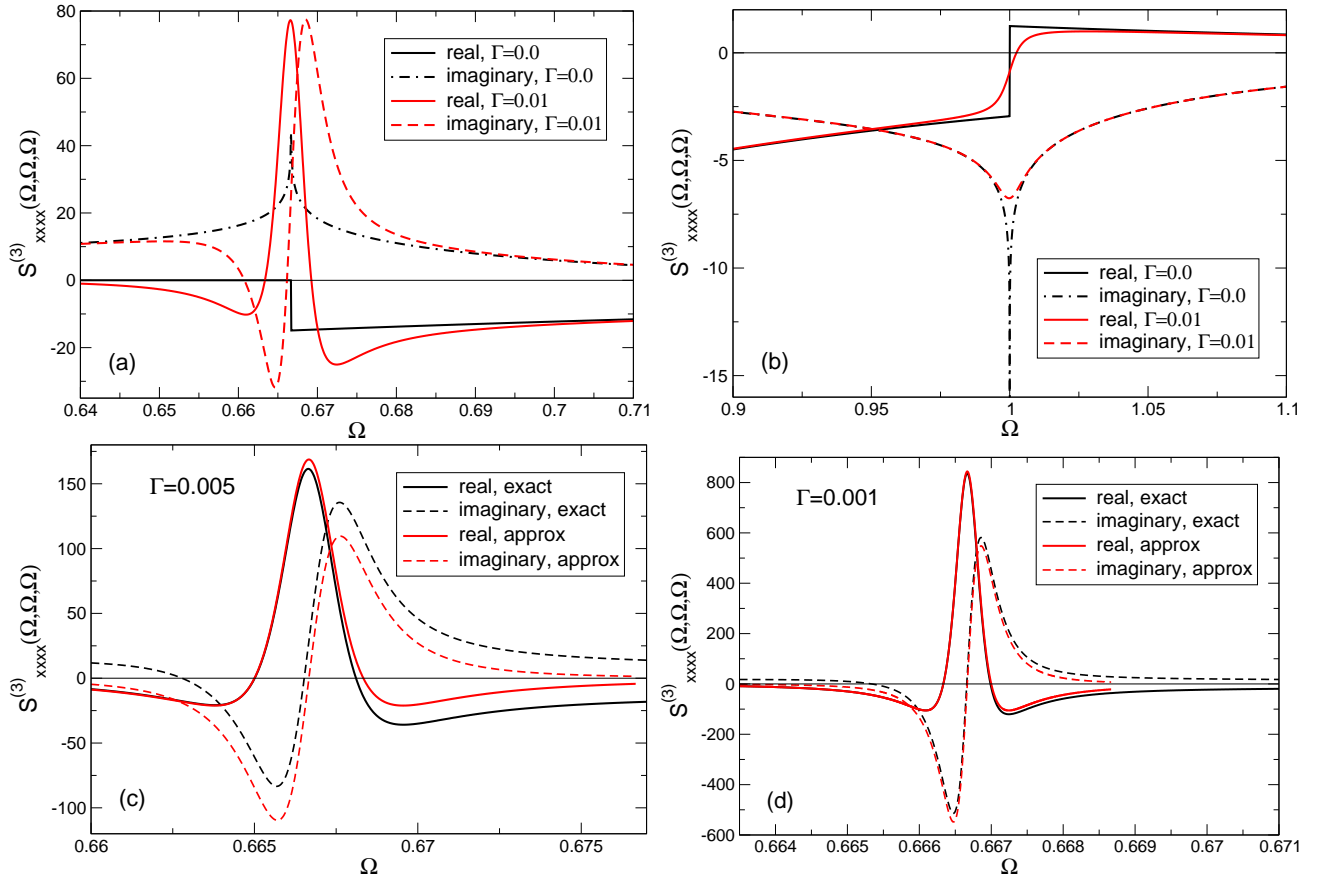 80
60
40
20
0
-20
0.64
0.65
0.66
0.67
0.68
0.69
0.7
0.71
Ω
S(3)xxxx(Ω,Ω,Ω,Ω)
real, Γ=0.0
imaginary, Γ=0.0
real, Γ=0.01
imaginary, Γ=0.01
(a)
0
-5
-10
-15
0.9
0.95
1
1.05
1.1
Ω
S(3)xxxx(Ω,Ω,Ω,Ω)
real, Γ=0.0
imaginary, Γ=0.0
real, Γ=0.01
imaginary, Γ=0.01
(b)
150
100
50
0
-50
-100
0.66
0.665
0.67
0.675
Ω
S(3)xxxx(Ω,Ω,Ω,Ω)
Γ=0.005
real, exact
imaginary, exact
real, approx
imaginary, approx
(c)
800
600
400
200
0
-200
-400
-600
0.664
0.665
0.666
0.667
0.668
0.669
0.67
0.671
Ω
S(3)xxxx(Ω,Ω,Ω,Ω)
Γ=0.001
real, exact
imaginary, exact
real, approx
imaginary, approx
(d)